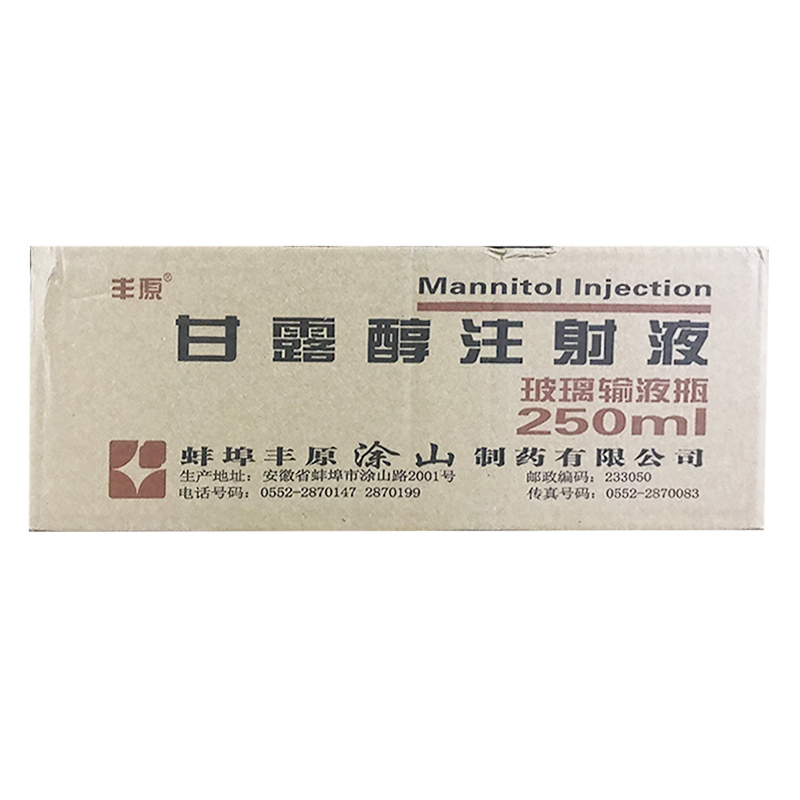 丰原®
Mannitol Injection
甘露醇注射液
玻璃输液瓶
250ml
蚌埠丰原涂山制药有限公司
生产地址：安徽省蚌埠市涂山路2001号 邮政编码：233050
电话号码：0552-2870147 2870199 传真号码：0552-2870083